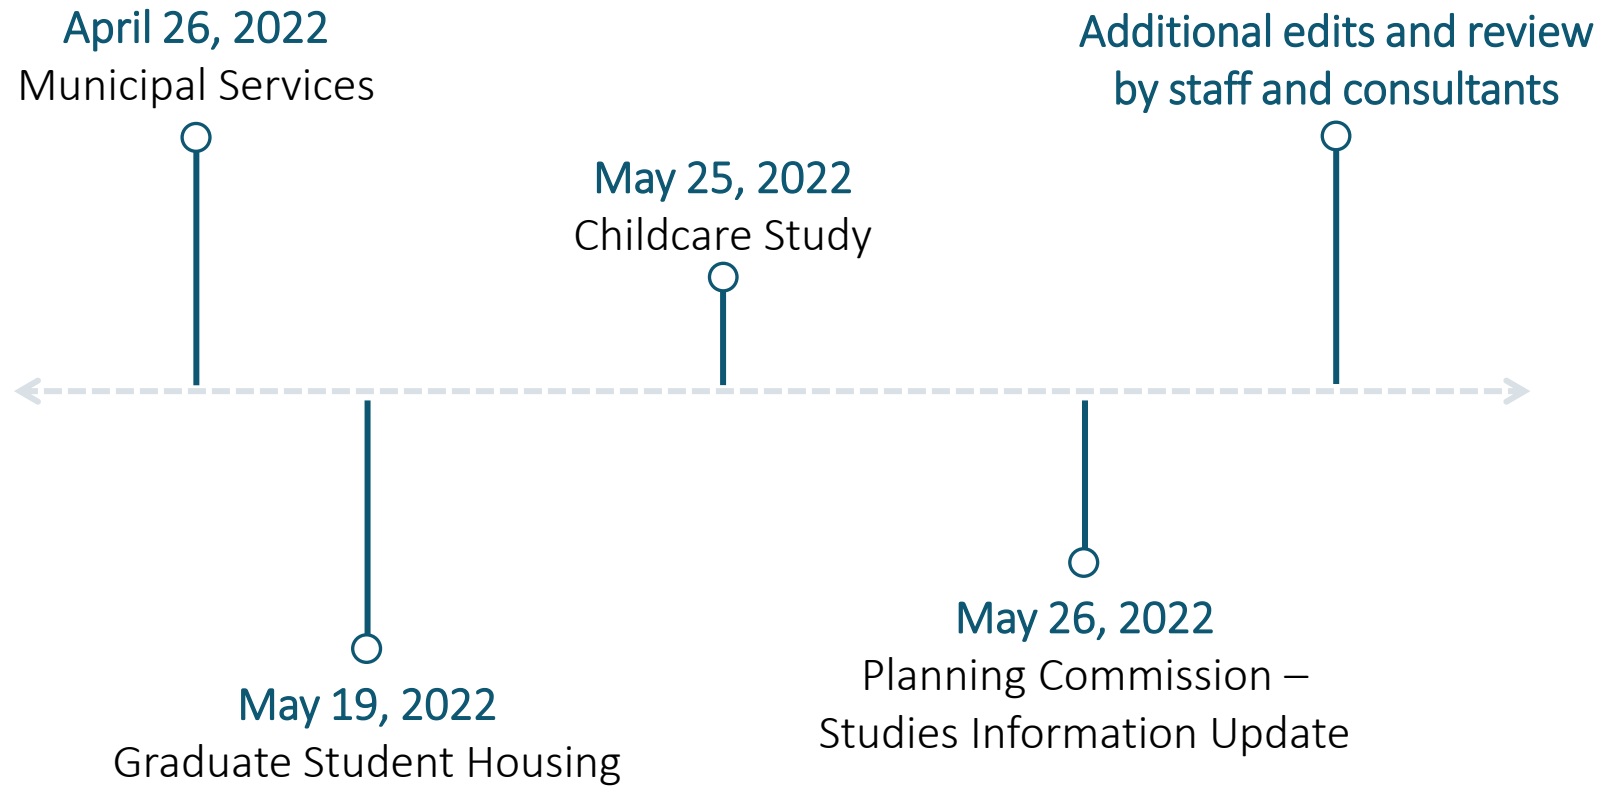 April 26, 2022
Municipal Services
May 19, 2022
Graduate Student Housing
May 25, 2022
Childcare Study
May 26, 2022
Planning Commission –
Studies Information Update
Additional edits and review
by staff and consultants